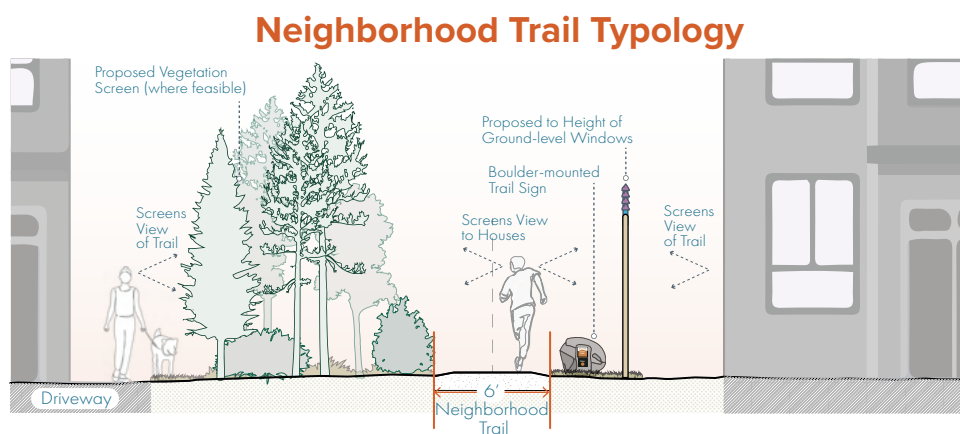 Neighborhood Trail Typology
Proposed Vegetation
Screen (where feasible)
Proposed to Height of
Ground-level Windows
Boulder-mounted
Trail Sign
Screens
View
of Trail
Screens View
to Houses
Screens
View
of Trail
Driveway
6'
Neighborhood
Trail